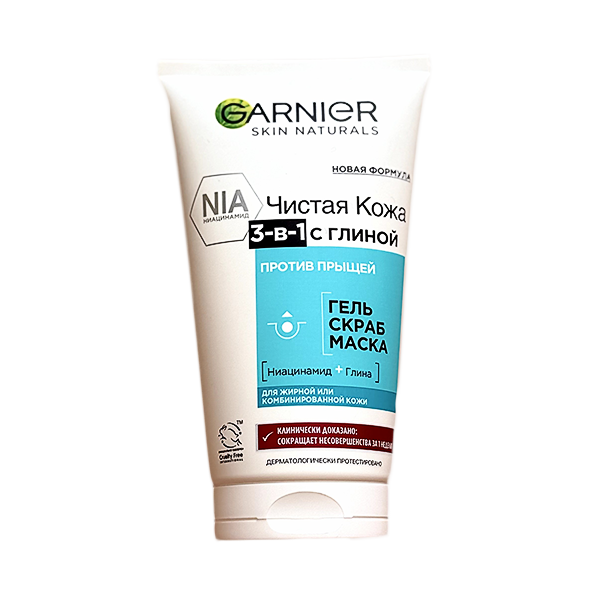 GARNIER
SKIN NATURALS
НОВАЯ ФОРМУЛА
NIA
НИАЦИНАМИД
Чистая Кожа
3-в-1 С ГЛИНОЙ
ПРОТИВ ПРЫЩЕЙ
ГЕЛЬ
СКРАБ
МАСКА
Ниацинамид + Глина
ДЛЯ ЖИРНОЙ ИЛИ
КОМБИНИРОВАННОЙ КОЖИ
КЛИНИЧЕСКИ ДОКАЗАНО:
СОКРАЩАЕТ НЕСОВЕРШЕНСТВА ЗА 1 НЕДЕЛЮ
ДЕРМАТОЛОГИЧЕСКИ ПРОТЕСТИРОВАНО
TM
Cruelty Free